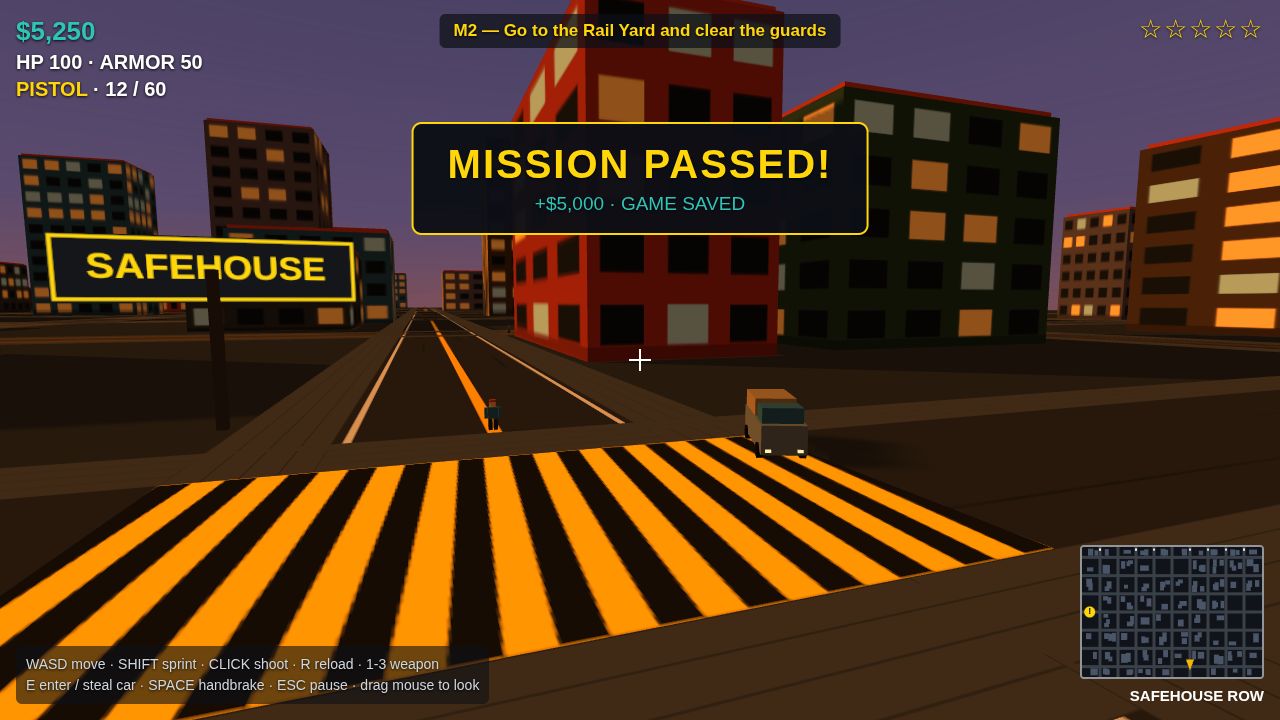 $5,250
HP 100 · ARMOR 50
PISTOL · 12 / 60
M2 — Go to the Rail Yard and clear the guards
☆☆☆☆☆
MISSION PASSED!
+$5,000 · GAME SAVED
SAFEHOUSE
WASD move · SHIFT sprint · CLICK shoot · R reload · 1-3 weapon
E enter / steal car · SPACE handbrake · ESC pause · drag mouse to look
!
SAFEHOUSE ROW